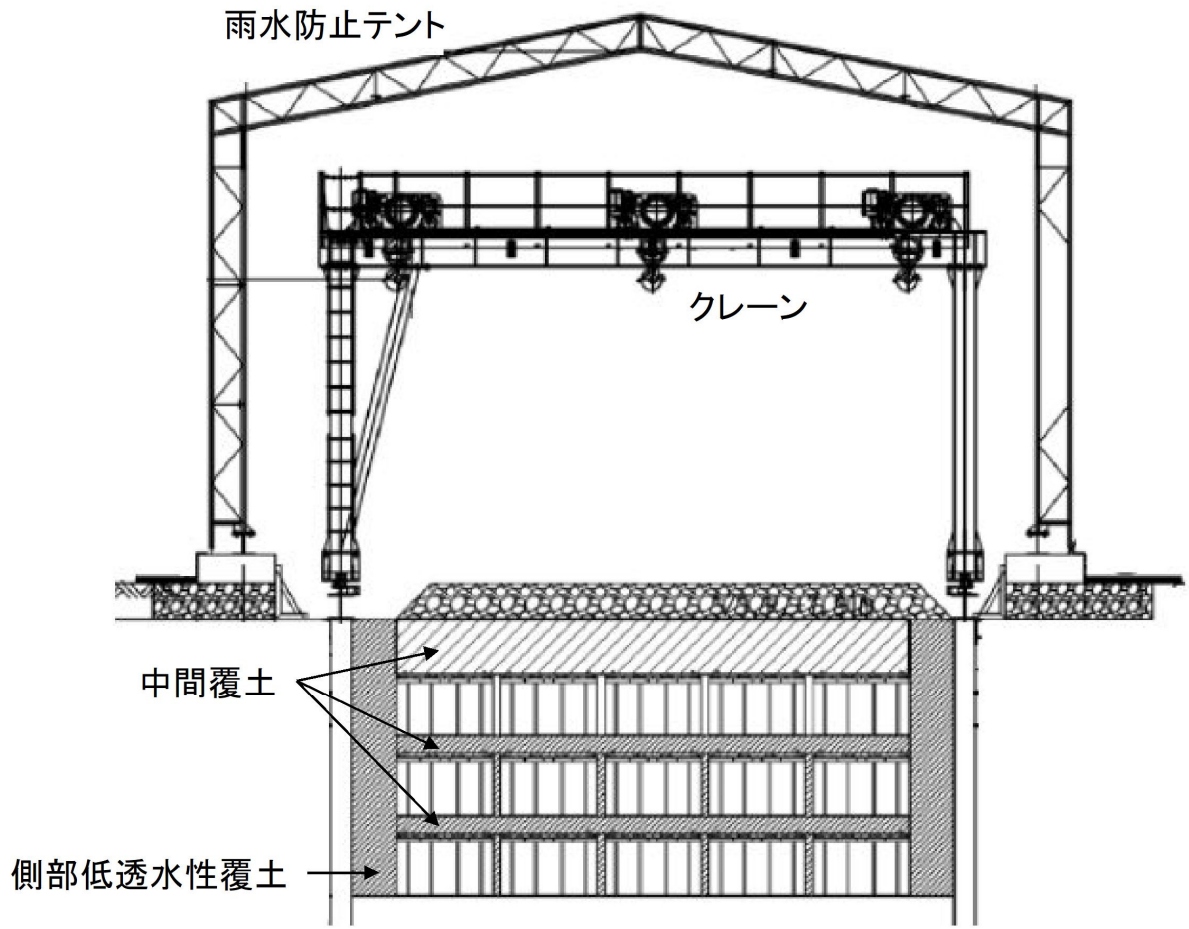 雨水防止テント
クレーン
中間覆土
側部低透水性覆土